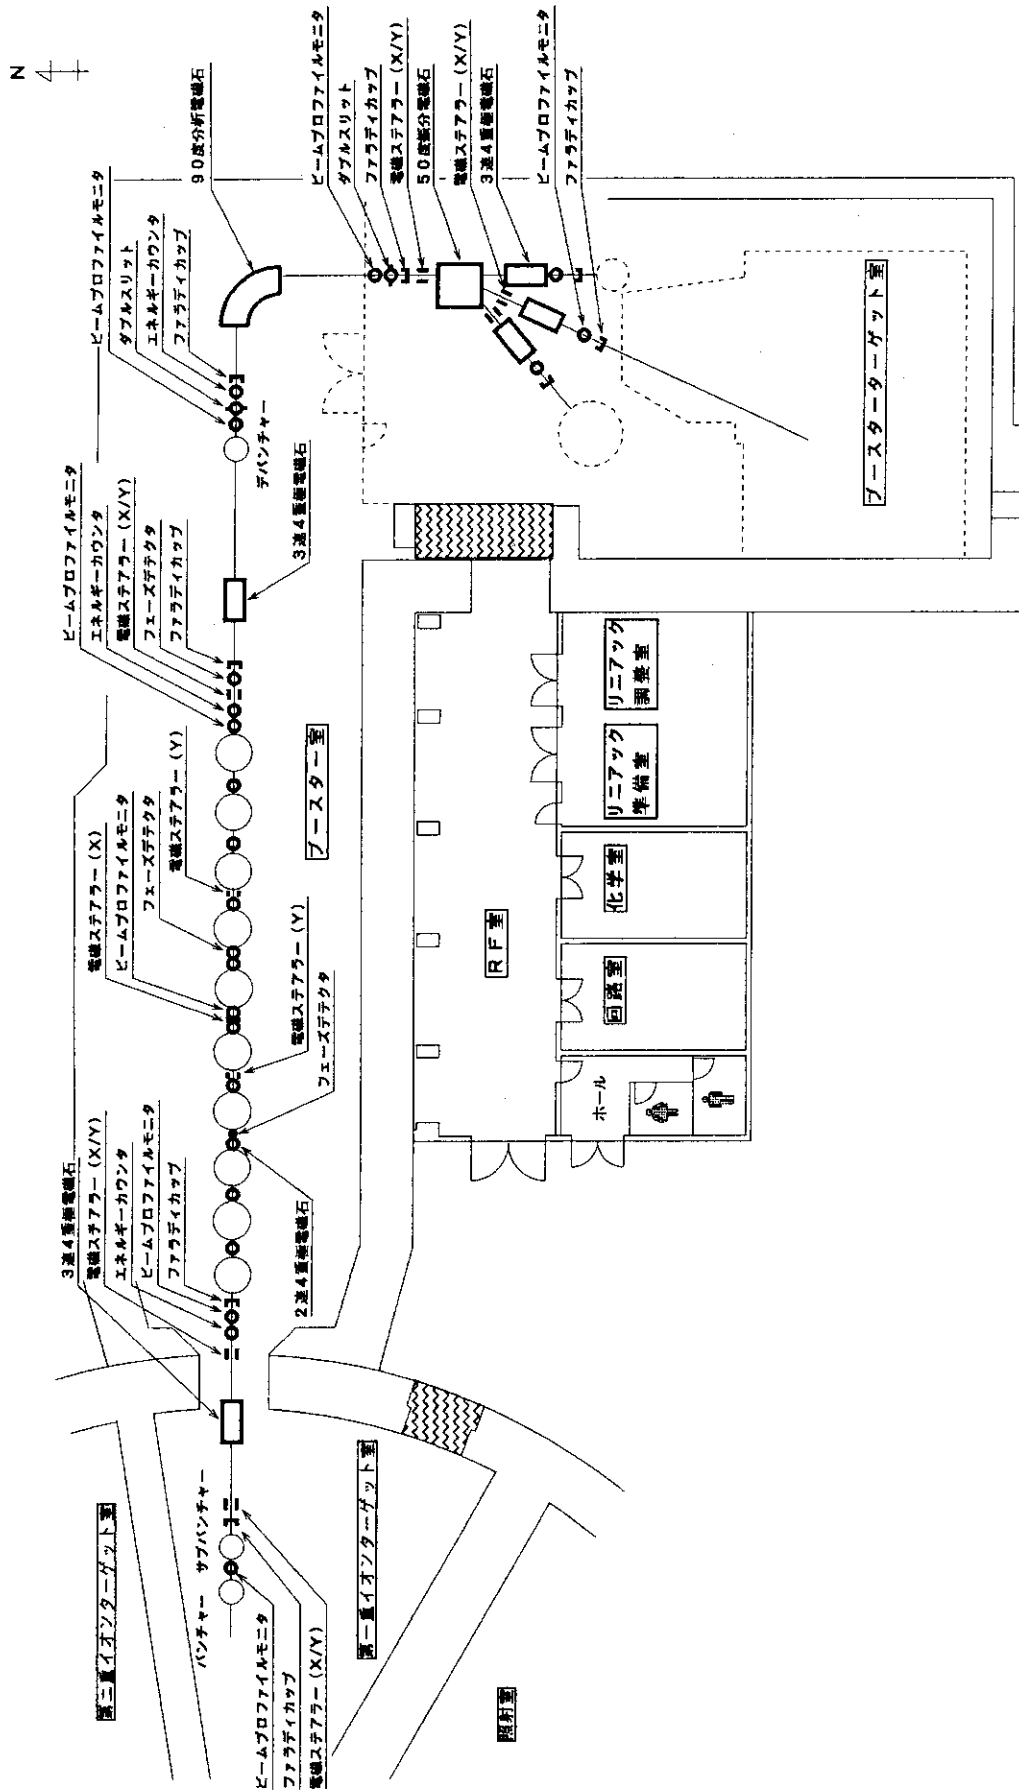 N
第二重イオンターゲット室
バンチャー
サブバンチャー
第一重イオンターゲット室
ビームプロファイルモニタ
ファラディカップ
電磁ステアラー (X/Y)
照射室
3連4重極電磁石
電磁ステアラー (X/Y)
エネルギーカウンタ
ビームプロファイルモニタ
ファラディカップ
2連4重極電磁石
電磁ステアラー (Y)
フェーズデテクタ
電磁ステアラー (X)
ビームプロファイルモニタ
フェーズデテクタ
電磁ステアラー (Y)
ブースター室
ビームプロファイルモニタ
エネルギーカウンタ
電磁ステアラー (X/Y)
フェーズデテクタ
ファラディカップ
3連4重極電磁石
デバンチャー
ビームプロファイルモニタ
ダブルスリット
エネルギーカウンタ
ファラディカップ
90度分析電磁石
ビームプロファイルモニタ
ダブルスリット
ファラディカップ
電磁ステアラー (X/Y)
50度振分電磁石
電磁ステアラー (X/Y)
3連4重極電磁石
ビームプロファイルモニタ
ファラディカップ
ブースターターゲット室
RF室
ホール
回路室
化学室
リニアック
準備室
リニアック
調整室